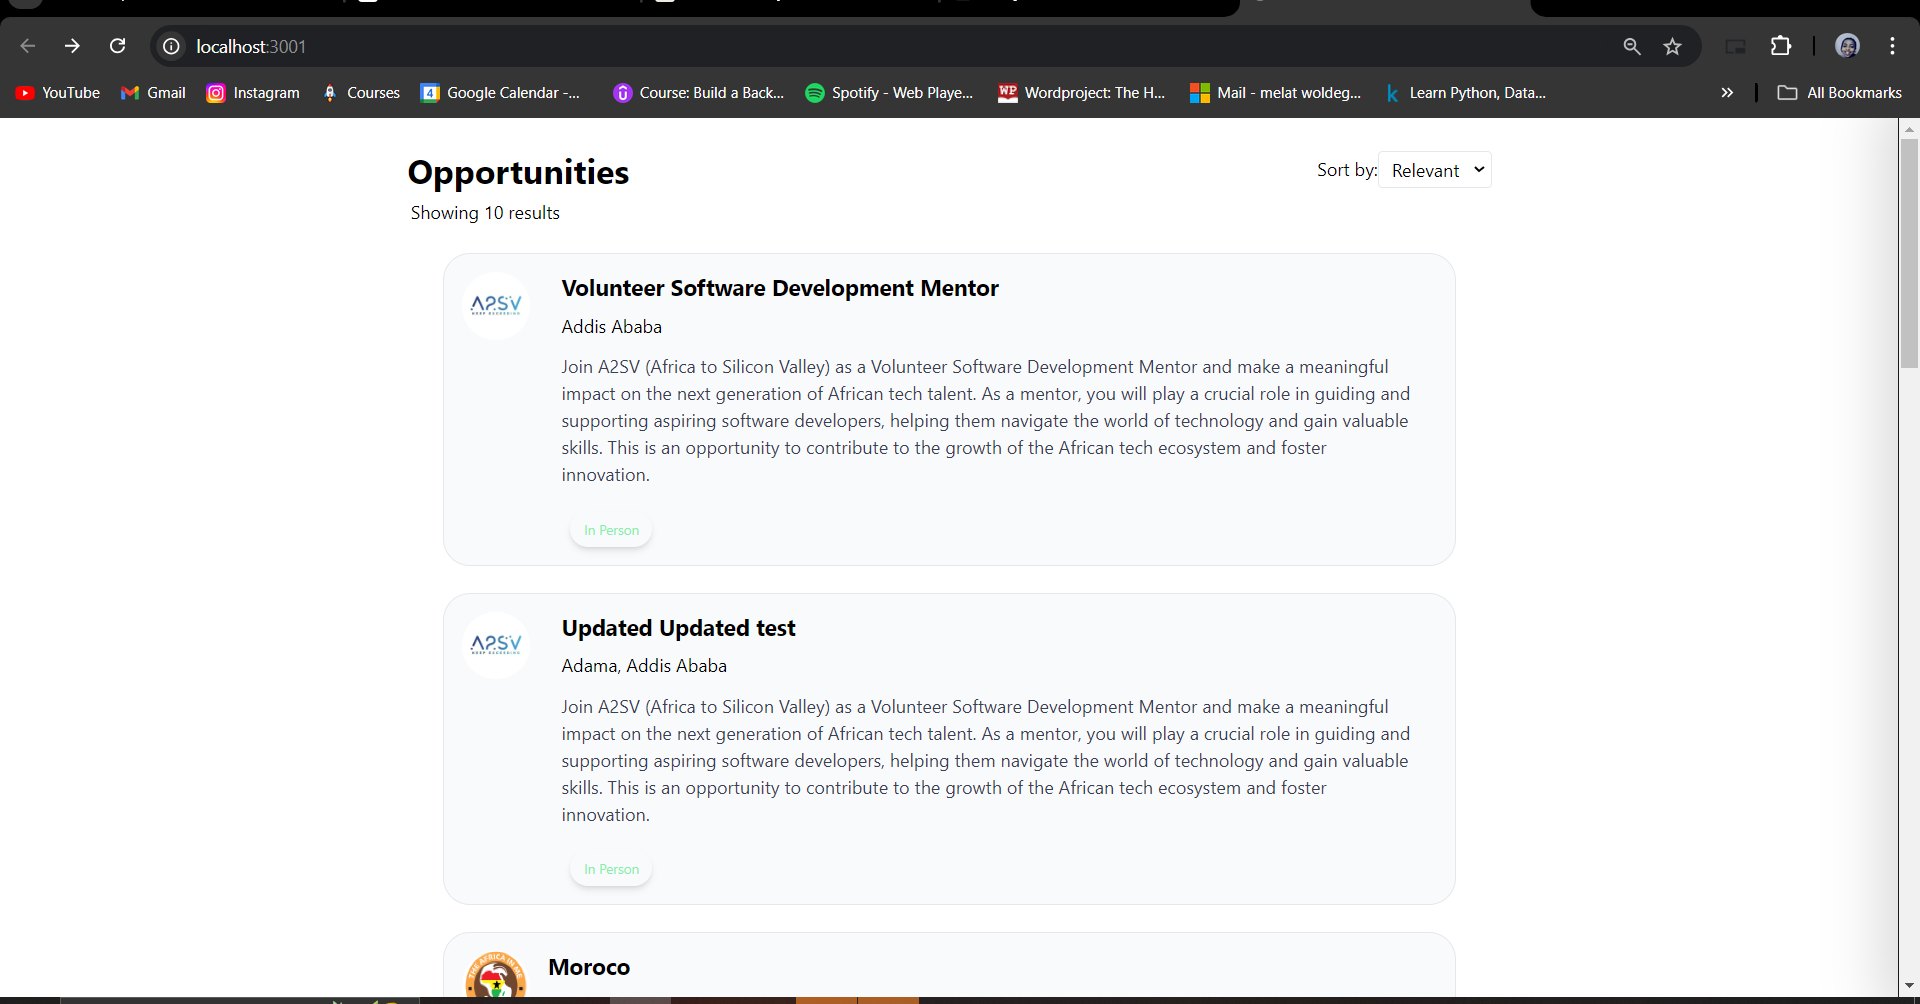 localhost:3001
YouTube
Gmail
Instagram
Courses
4
Google Calendar -...
Course: Build a Back...
Spotify - Web Playe...
WP
Wordproject: The H...
Mail - melat woldeg...
k
Learn Python, Data...
All Bookmarks
Opportunities
Sort by:
Relevant
Showing 10 results
A2SV
Volunteer Software Development Mentor
Addis Ababa
Join A2SV (Africa to Silicon Valley) as a Volunteer Software Development Mentor and make a meaningful
impact on the next generation of African tech talent. As a mentor, you will play a crucial role in guiding and
supporting aspiring software developers, helping them navigate the world of technology and gain valuable
skills. This is an opportunity to contribute to the growth of the African tech ecosystem and foster
innovation.
In Person
A2SV
Updated Updated test
Adama, Addis Ababa
Join A2SV (Africa to Silicon Valley) as a Volunteer Software Development Mentor and make a meaningful
impact on the next generation of African tech talent. As a mentor, you will play a crucial role in guiding and
supporting aspiring software developers, helping them navigate the world of technology and gain valuable
skills. This is an opportunity to contribute to the growth of the African tech ecosystem and foster
innovation.
In Person
THE AFRICA IN ME
Moroco